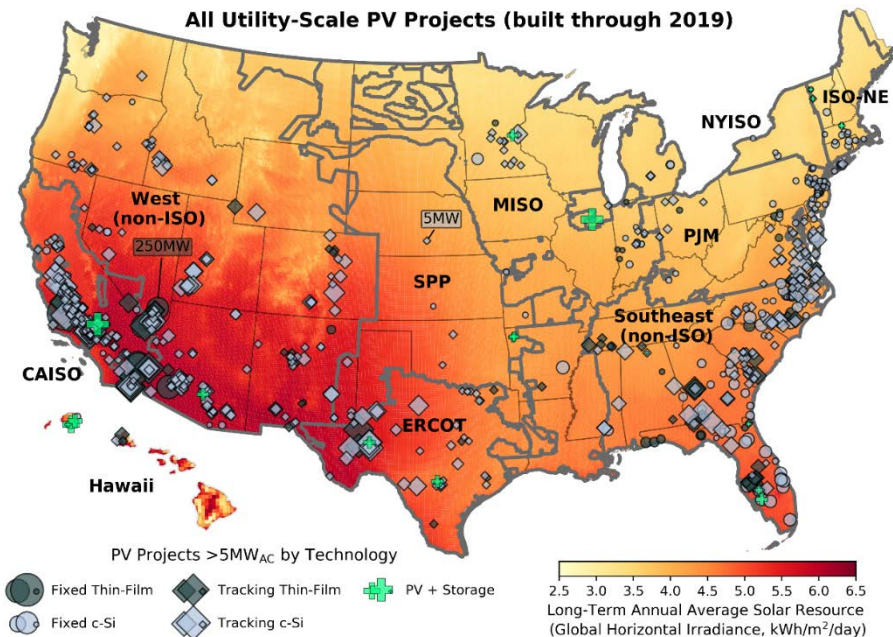 All Utility-Scale PV Projects (built through 2019)
ISO-NE
NYISO
West
(non-ISO)
MISO
5MW
PJM
250MW
SPP
Southeast
(non-ISO)
CAISO
ERCOT
Hawaii
PV Projects >5MWAC by Technology
Fixed Thin-Film
Tracking Thin-Film
PV + Storage
Fixed c-Si
Tracking c-Si
2.5 3.0 3.5 4.0 4.5 5.0 5.5 6.0 6.5
Long-Term Annual Average Solar Resource
(Global Horizontal Irradiance, kWh/m²/day)